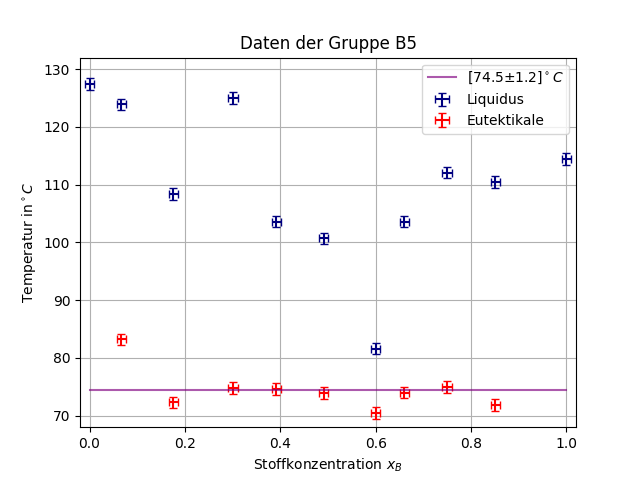 Daten der Gruppe B5
[74.5±1.2]°C
Liquidus
Eutektikale
130
120
110
100
90
80
70
Temperatur in °C
0.0 0.2 0.4 0.6 0.8 1.0
Stoffkonzentration x_B